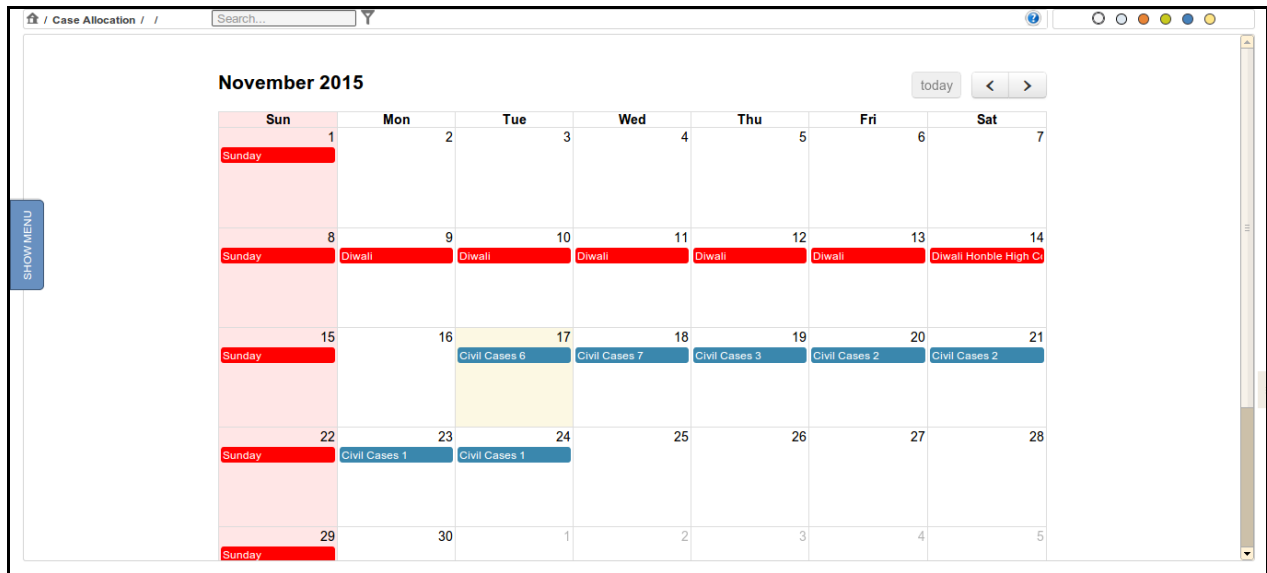 / Case Allocation / /
Search...
?
SHOW MENU
November 2015
today
Sun Mon Tue Wed Thu Fri Sat
1 2 3 4 5 6 7
Sunday
8 9 10 11 12 13 14
Sunday Diwali Diwali Diwali Diwali Diwali Diwali Honble High C
15 16 17 18 19 20 21
Sunday Civil Cases 6 Civil Cases 7 Civil Cases 3 Civil Cases 2 Civil Cases 2
22 23 24 25 26 27 28
Sunday Civil Cases 1 Civil Cases 1
29 30 1 2 3 4 5
Sunday